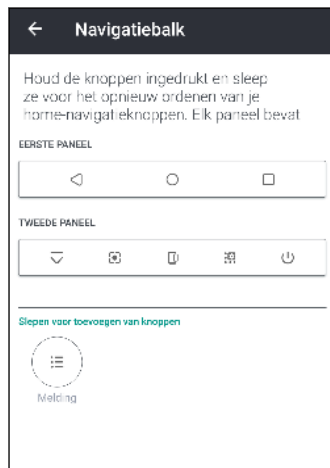 Navigatiebalk
Houd de knoppen ingedrukt en sleep
ze voor het opnieuw ordenen van je
home-navigatieknoppen. Elk paneel bevat
EERSTE PANEEL
TWEEDE PANEEL
Slepen voor toevoegen van knoppen
Melding